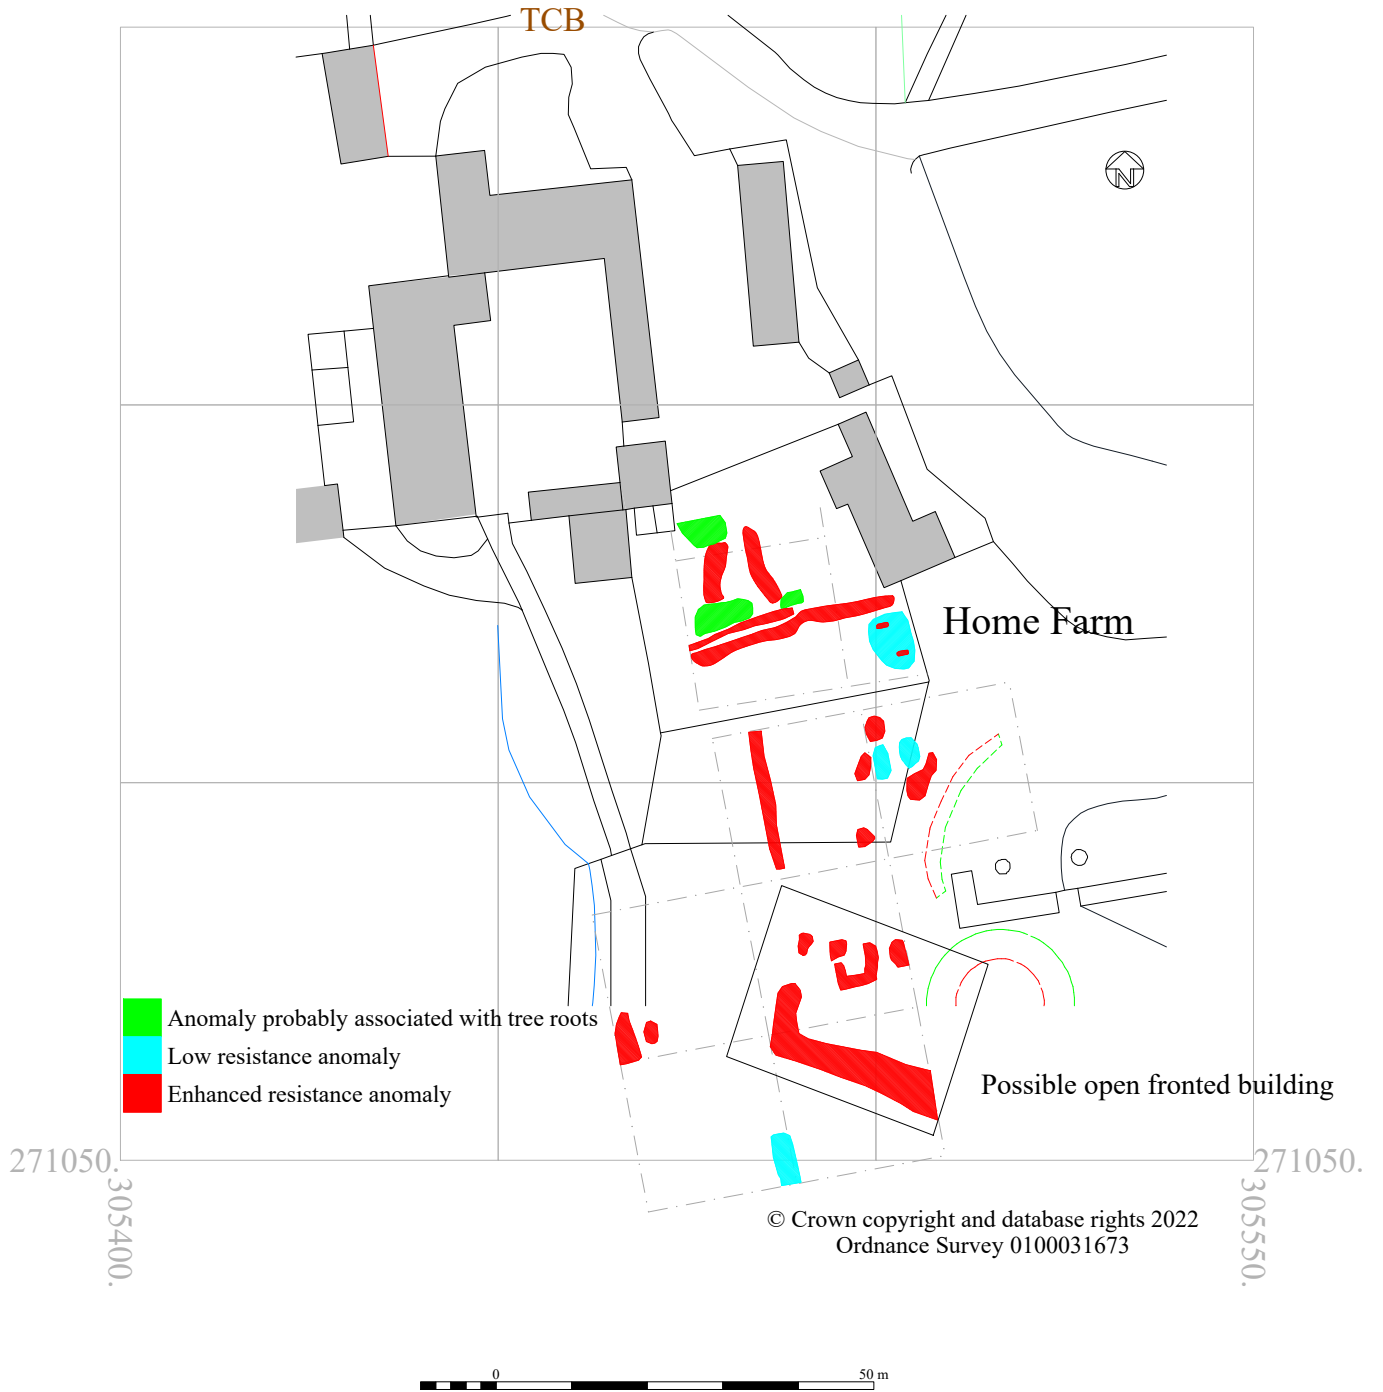 TCB
N
Home Farm
Anomaly probably associated with tree roots
Low resistance anomaly
Enhanced resistance anomaly
Possible open fronted building
271050.
271050.
305400.
305550.
© Crown copyright and database rights 2022
Ordnance Survey 0100031673
0
50 m